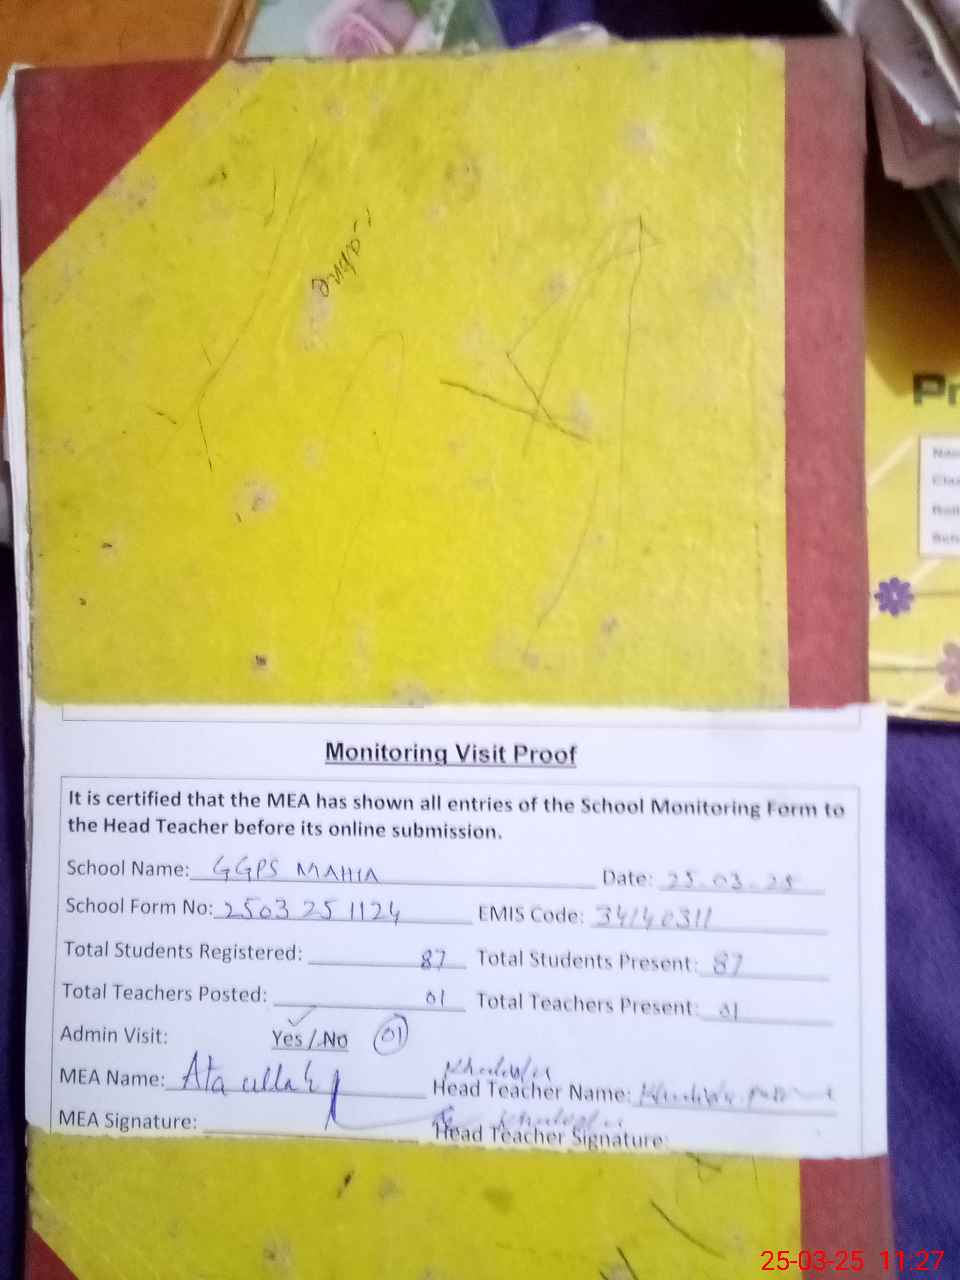 Pr
Monitoring Visit Proof
It is certified that the MEA has shown all entries of the School Monitoring Form to
the Head Teacher before its online submission.
School Name: GGPS MAHIA Date: 25.03.25
School Form No: 2503 25 1124 EMIS Code: 34140311
Total Students Registered: 87 Total Students Present: 87
Total Teachers Posted: 01 Total Teachers Present: 01
Admin Visit: Yes / No 01
MEA Name: Ata ullah Head Teacher Name:
MEA Signature: Head Teacher Signature:
25-03-25 11:27